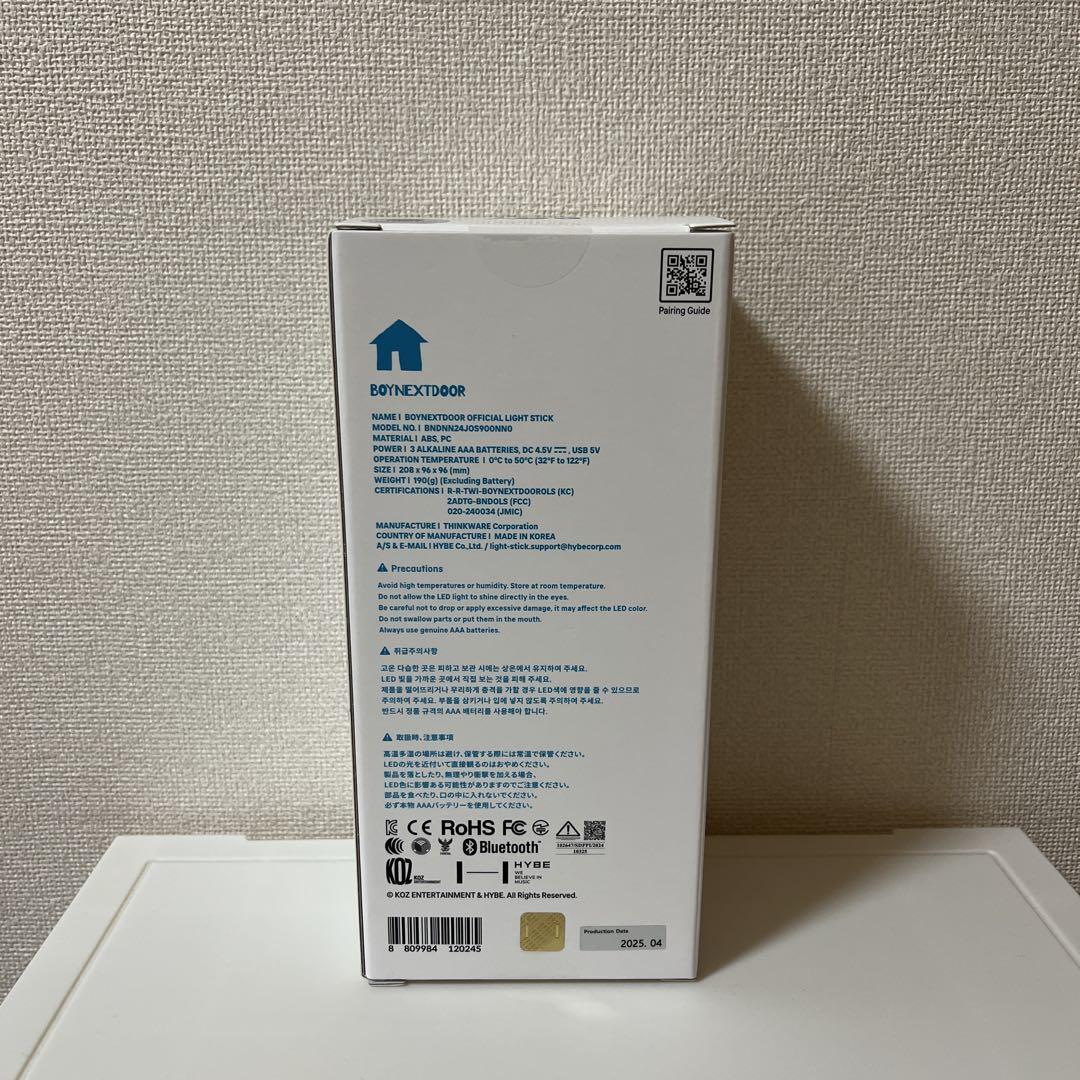 Pairing Guide
BOYNEXTDOOR
NAME | BOYNEXTDOOR OFFICIAL LIGHT STICK
MODEL NO. | BNDNN24JOS900NN0
MATERIAL | ABS, PC
POWER | 3 ALKALINE AAA BATTERIES, DC 4.5V ⎓, USB 5V
OPERATION TEMPERATURE | 0°C to 50°C (32°F to 122°F)
SIZE | 208 x 96 x 96 (mm)
WEIGHT | 190(g) (Excluding Battery)
CERTIFICATIONS | R-R-TWI-BOYNEXTDOOROLS (KC)
2ADTG-BNDOLS (FCC)
020-240034 (JMIC)
MANUFACTURE | THINKWARE Corporation
COUNTRY OF MANUFACTURE | MADE IN KOREA
A/S & E-MAIL | HYBE Co.,Ltd. / light-stick.support@hybecorp.com
Precautions
Avoid high temperatures or humidity. Store at room temperature.
Do not allow the LED light to shine directly in the eyes.
Be careful not to drop or apply excessive damage, it may affect the LED color.
Do not swallow parts or put them in the mouth.
Always use genuine AAA batteries.
취급주의사항
고온 다습한 곳은 피하고 보관 시에는 상온에서 유지하여 주세요.
LED 빛을 가까운 곳에서 직접 보는 것을 피해 주세요.
제품을 떨어뜨리거나 무리하게 충격을 가할 경우 LED색에 영향을 줄 수 있으므로
주의하여 주세요. 부품을 삼키거나 입에 넣지 않도록 주의하여 주세요.
반드시 정품 규격의 AAA 배터리를 사용해야 합니다.
取扱時、注意事項
高温多湿の場所は避け、保管する際には常温で保管ください。
LEDの光を近付いて直接観るのはおやめください。
製品を落としたり、無理やり衝撃を加える場合、
LED色に影響ある可能性がありますのでご注意ください。
部品を食べたり、口の中に入れないでください。
必ず本物 AAAバッテリーを使用してください。
CE RoHS FC
Bluetooth
102647/SDPPI/2024
10325
KOZ KOZ ENTERTAINMENT
HYBE
WE
BELIEVE IN
MUSIC
© KOZ ENTERTAINMENT & HYBE. All Rights Reserved.
8 809984 120245
Production Date
2025. 04